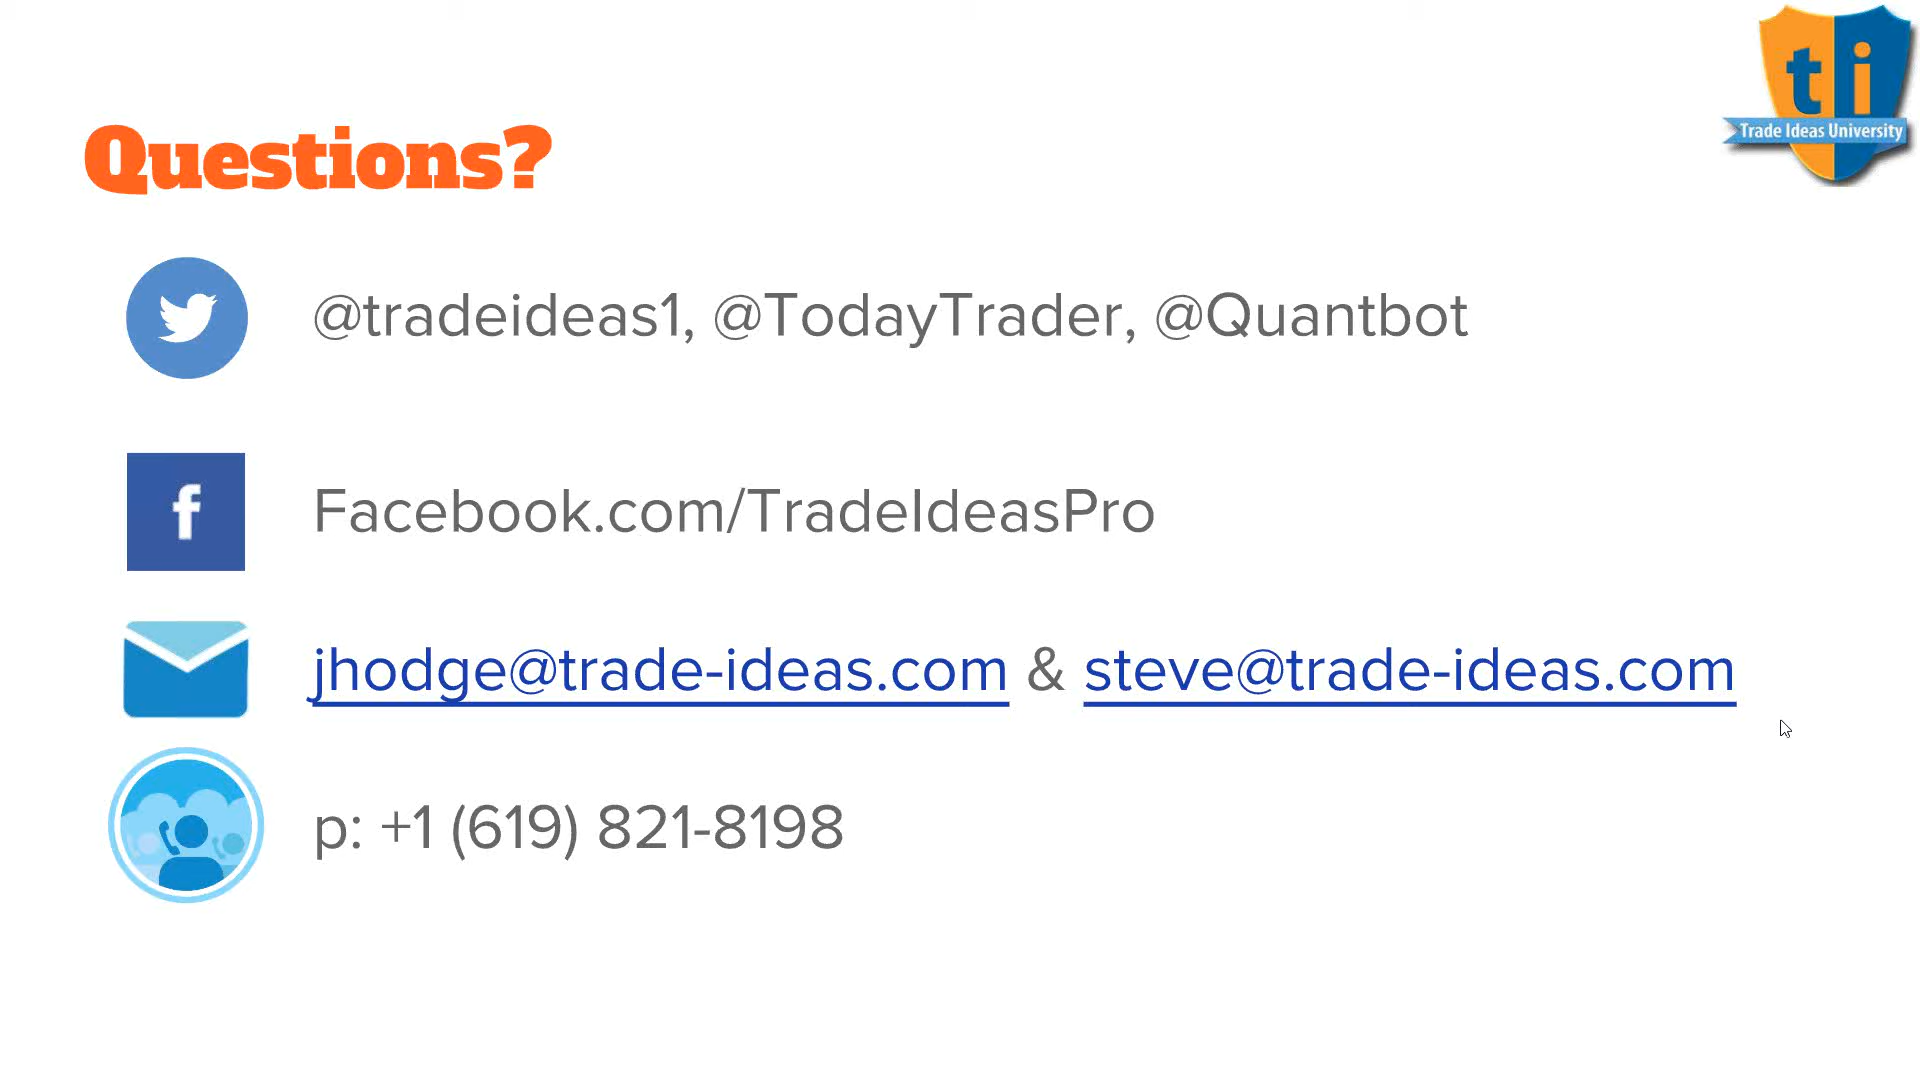 ti
Trade Ideas University
Questions?
@tradeideas1, @TodayTrader, @Quantbot
f
Facebook.com/TradeIdeasPro
jhodge@trade-ideas.com & steve@trade-ideas.com
p: +1 (619) 821-8198